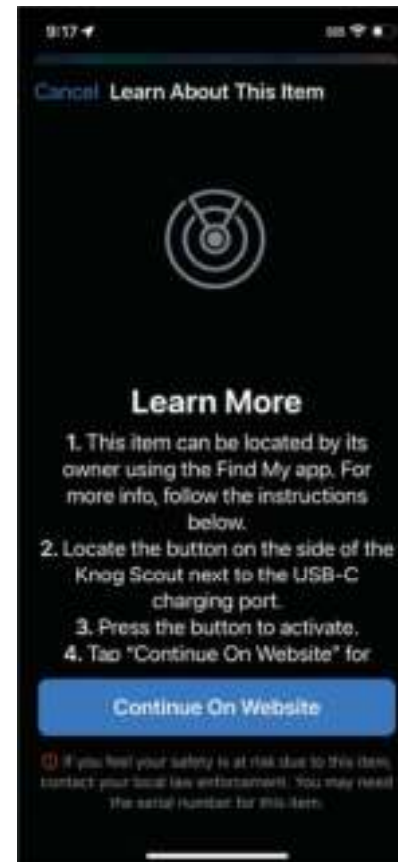 9:17
Cancel Learn About This Item
Learn More
1. This item can be located by its
owner using the Find My app. For
more info, follow the instructions
below.
2. Locate the button on the side of the
Knog Scout next to the USB-C
charging port.
3. Press the button to activate.
4. Tap "Continue On Website" for
Continue On Website
If you feel your safety is at risk due to this item,
contact your local law enforcement. You may need
the serial number for this item.